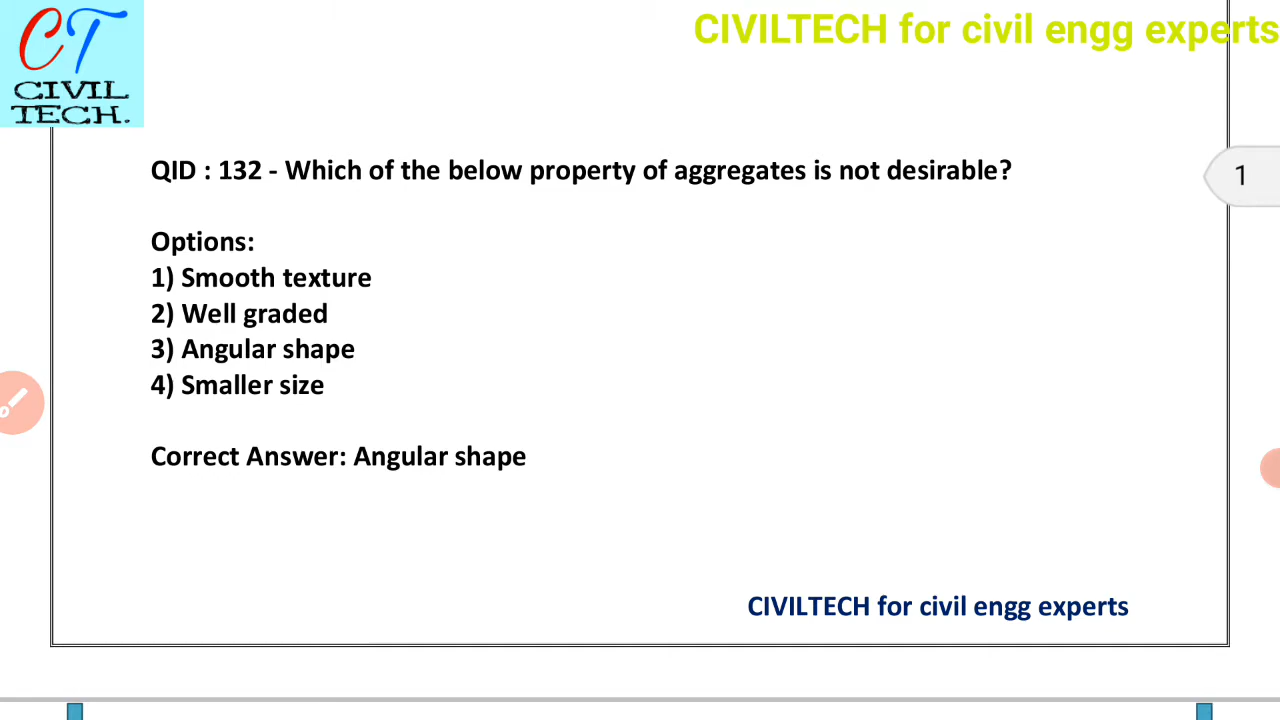 CT
CIVIL
TECH.
CIVILTECH for civil engg experts
QID : 132 - Which of the below property of aggregates is not desirable?
1
Options:
1) Smooth texture
2) Well graded
3) Angular shape
4) Smaller size
Correct Answer: Angular shape
CIVILTECH for civil engg experts